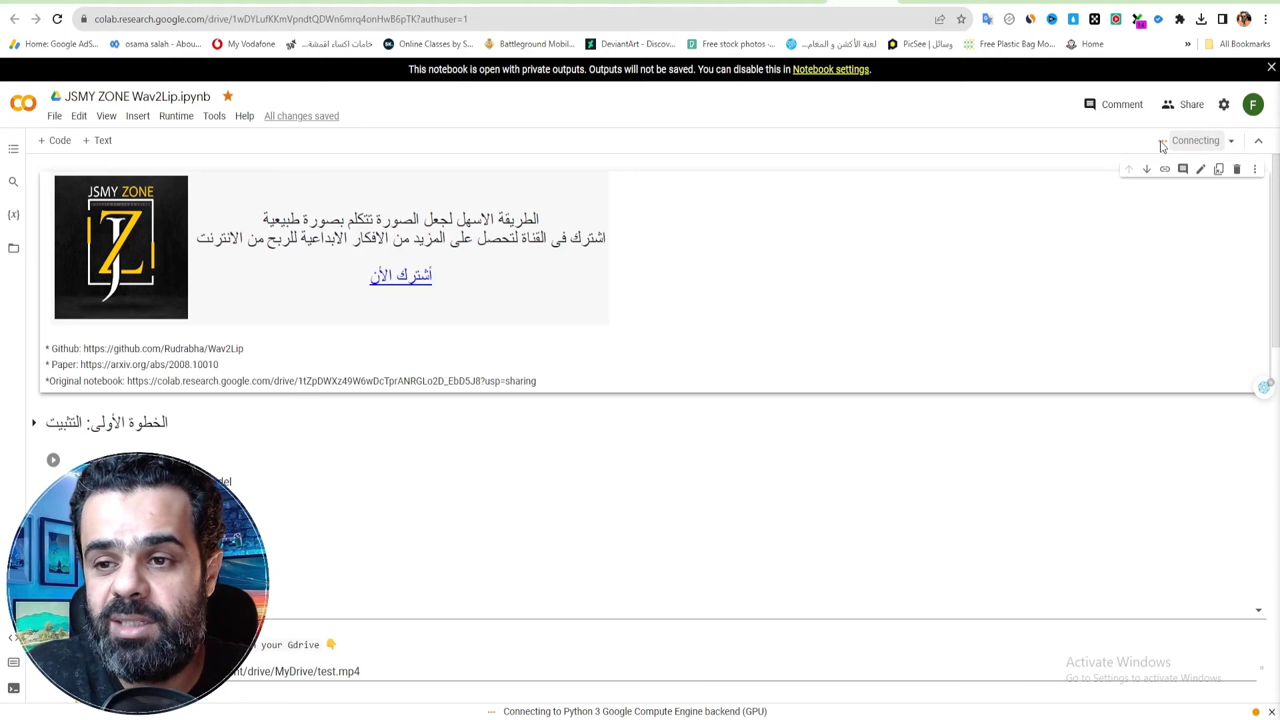 colab.research.google.com/drive/1wDYLufKKmVpndtQDWn6mrq4onHwB6pTK?authuser=1
Home: Google AdS...
osama salah - Abou...
My Vodafone
خامات اكساء اقمشة...
Online Classes by S...
Battleground Mobil...
DeviantArt - Discov...
Free stock photos ·...
لعبة الأكشن و المغام...
PicSee | وسائل...
Free Plastic Bag Mo...
Home
»
All Bookmarks
This notebook is open with private outputs. Outputs will not be saved. You can disable this in Notebook settings.
JSMY ZONE Wav2Lip.ipynb
Comment
Share
F
File Edit View Insert Runtime Tools Help All changes saved
+ Code + Text
Connecting
JSMY ZONE
الطريقة الاسهل لجعل الصورة تتكلم بصورة طبيعية
اشترك فى القناة لتحصل على المزيد من الافكار الابداعية للربح من الانترنت
أشترك الأن
* Github: https://github.com/Rudrabha/Wav2Lip
* Paper: https://arxiv.org/abs/2008.10010
*Original notebook: https://colab.research.google.com/drive/1tZpDWXz49W6wDcTprANRGLo2D_EbD5J8?usp=sharing
الخطوة الأولى: التثبيت
your Gdrive 👇
/drive/MyDrive/test.mp4
Activate Windows
Go to Settings to activate Windows.
Connecting to Python 3 Google Compute Engine backend (GPU)